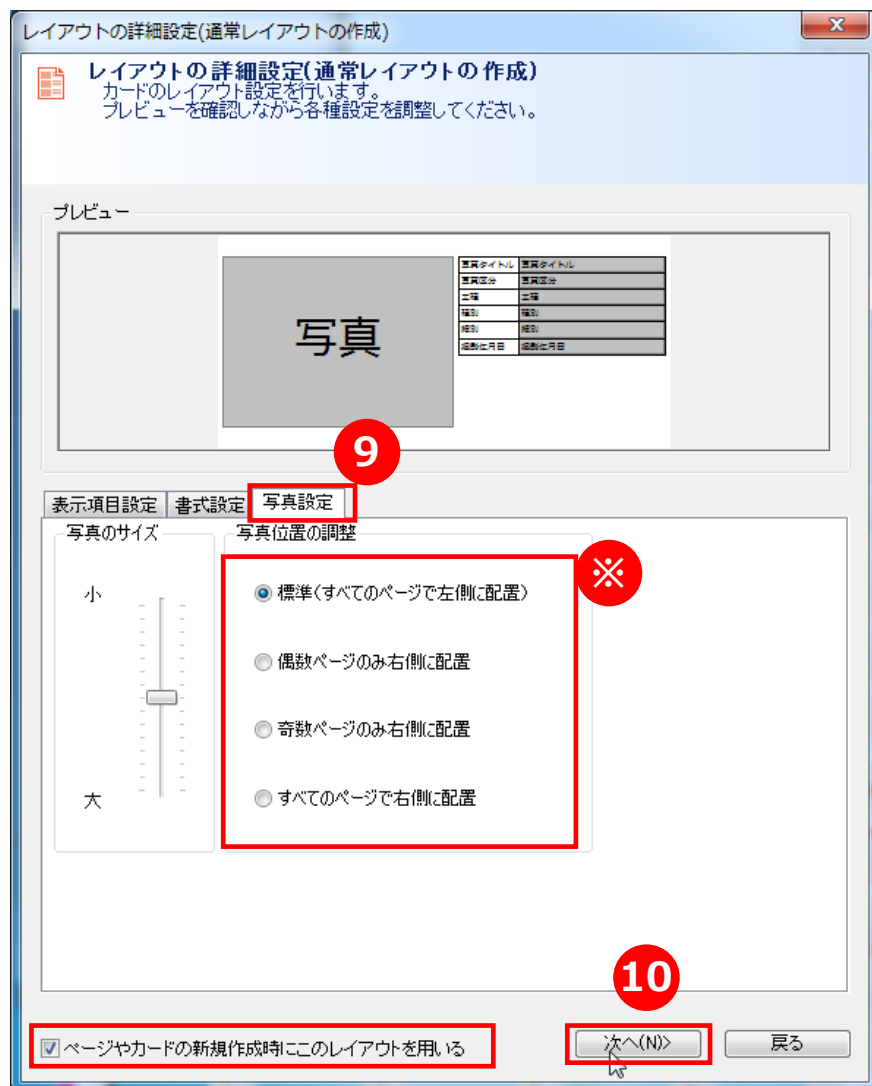 レイアウトの詳細設定(通常レイアウトの作成)
x
レイアウトの詳細設定(通常レイアウトの作成)
カードのレイアウト設定を行います。
プレビューを確認しながら各種設定を調整してください。
プレビュー
写真
写真タイトル 写真タイトル
写真区分 写真区分
工種 工種
種別 種別
細別 細別
撮影年月日 撮影年月日
9
表示項目設定 書式設定 写真設定
写真のサイズ
写真位置の調整
※
小
標準(すべてのページで左側に配置)
偶数ページのみ右側に配置
奇数ページのみ右側に配置
大
すべてのページで右側に配置
10
ページやカードの新規作成時にこのレイアウトを用いる
次へ(N)>
戻る